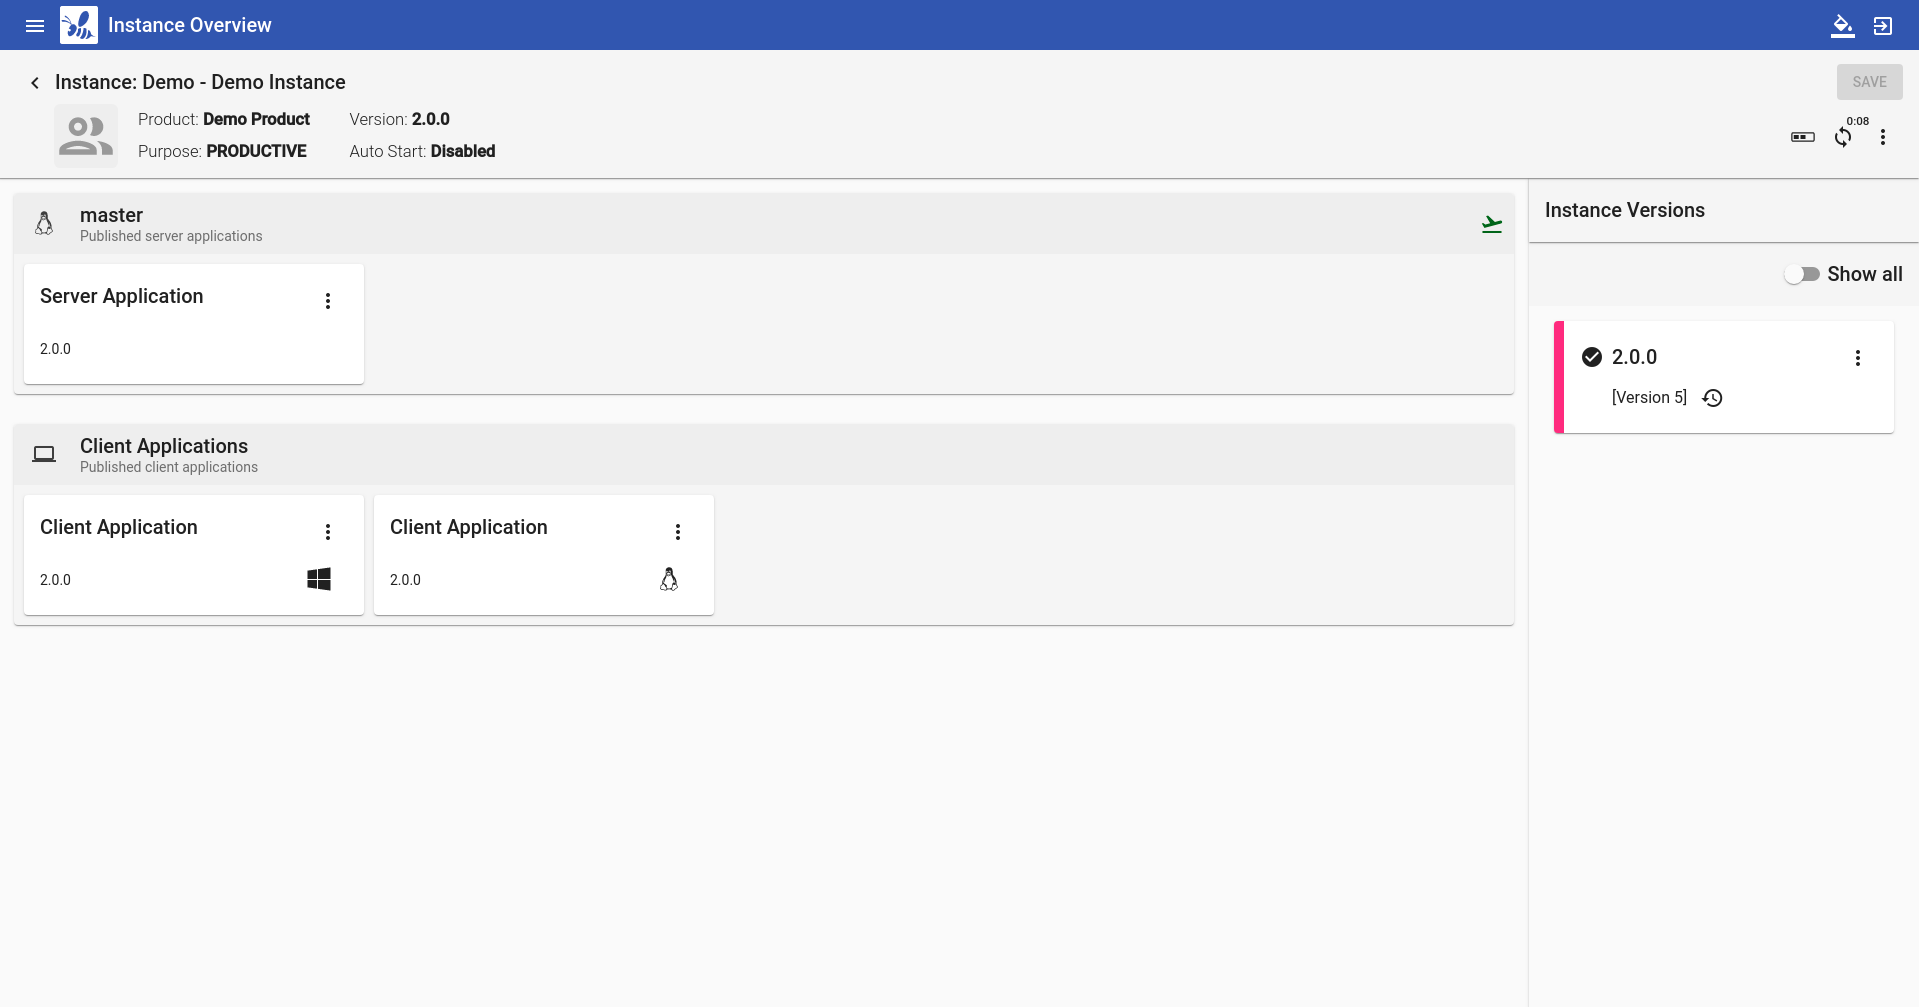 Instance Overview
Instance: Demo - Demo Instance
SAVE
Product: Demo Product
Version: 2.0.0
Purpose: PRODUCTIVE
Auto Start: Disabled
0:08
master
Published server applications
Server Application
2.0.0
Client Applications
Published client applications
Client Application
2.0.0
Client Application
2.0.0
Instance Versions
Show all
2.0.0
[Version 5]